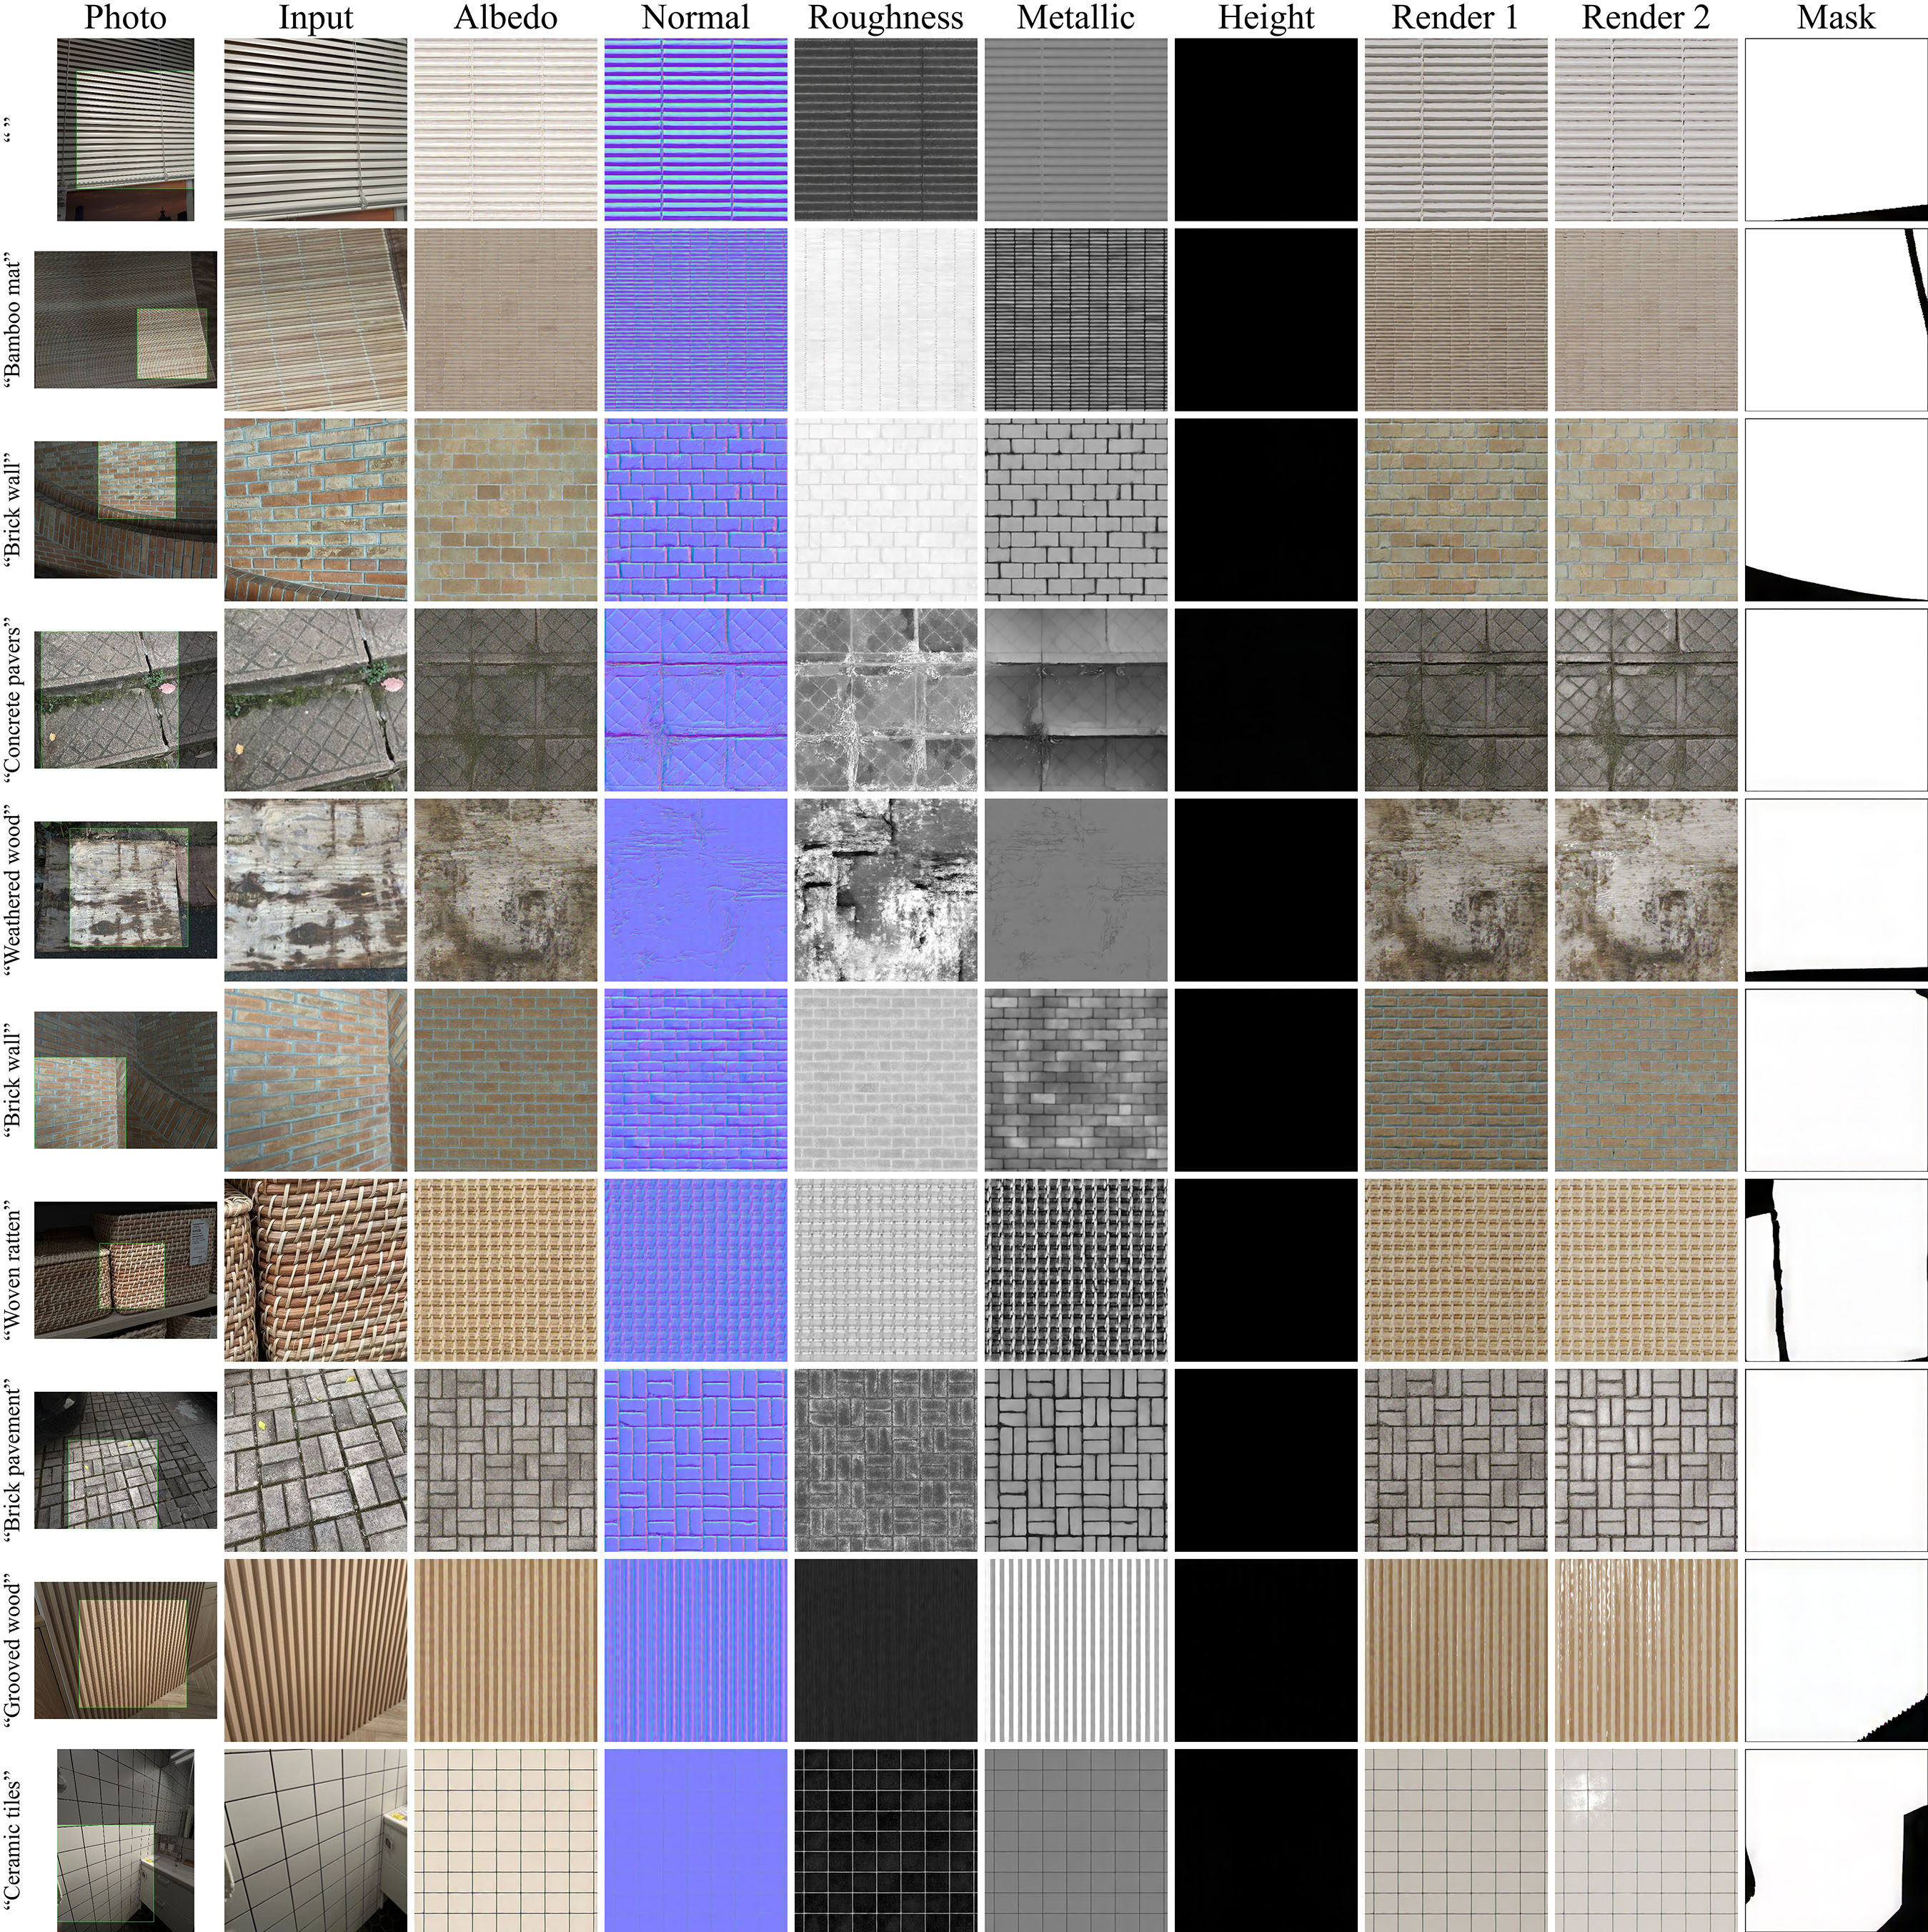 Photo Input Albedo Normal Roughness Metallic Height Render 1 Render 2 Mask
“ ”
“Bamboo mat”
“Brick wall”
“Concrete pavers”
“Weathered wood”
“Brick wall”
“Woven ratten”
“Brick pavement”
“Grooved wood”
“Ceramic tiles”